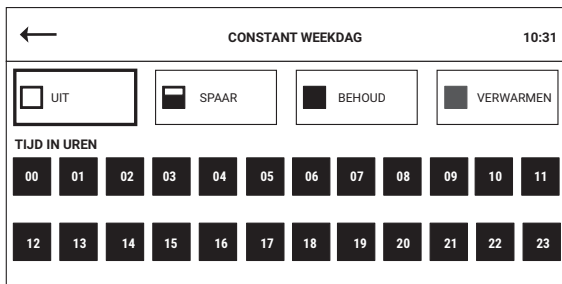 CONSTANT WEEKDAG 10:31
UIT SPAAR BEHOUD VERWARMEN
TIJD IN UREN
00 01 02 03 04 05 06 07 08 09 10 11
12 13 14 15 16 17 18 19 20 21 22 23